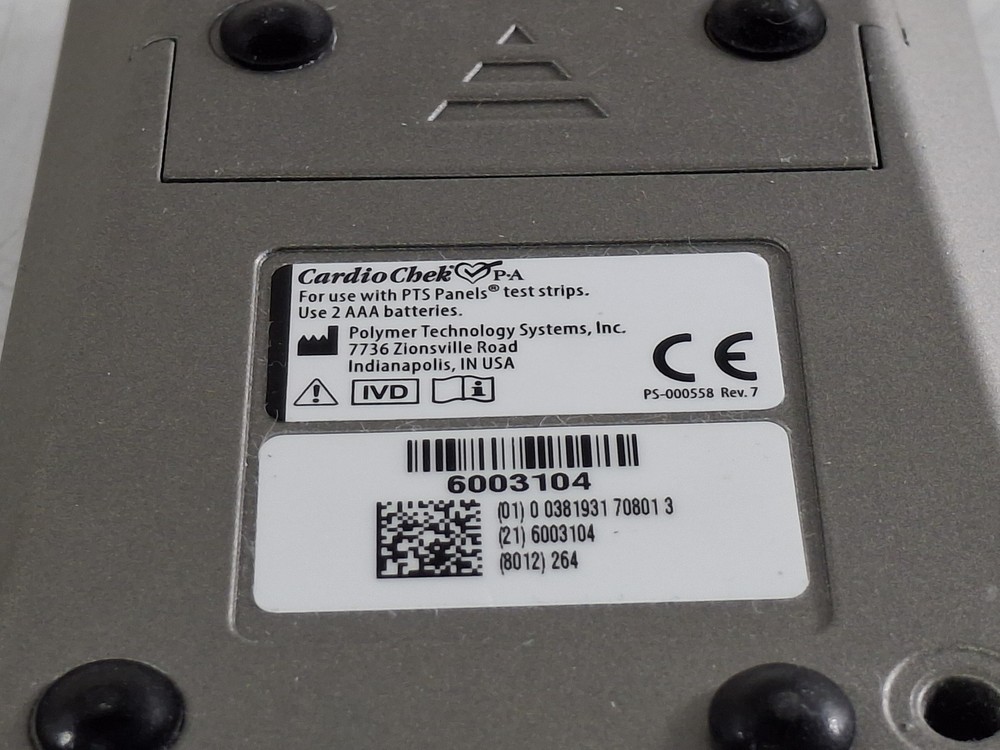 CardioChek P·A
For use with PTS Panels® test strips.
Use 2 AAA batteries.
Polymer Technology Systems, Inc.
7736 Zionsville Road
Indianapolis, IN USA
IVD
CE
PS-000558 Rev. 7
6003104
(01) 0 0381931 70801 3
(21) 6003104
(8012) 264